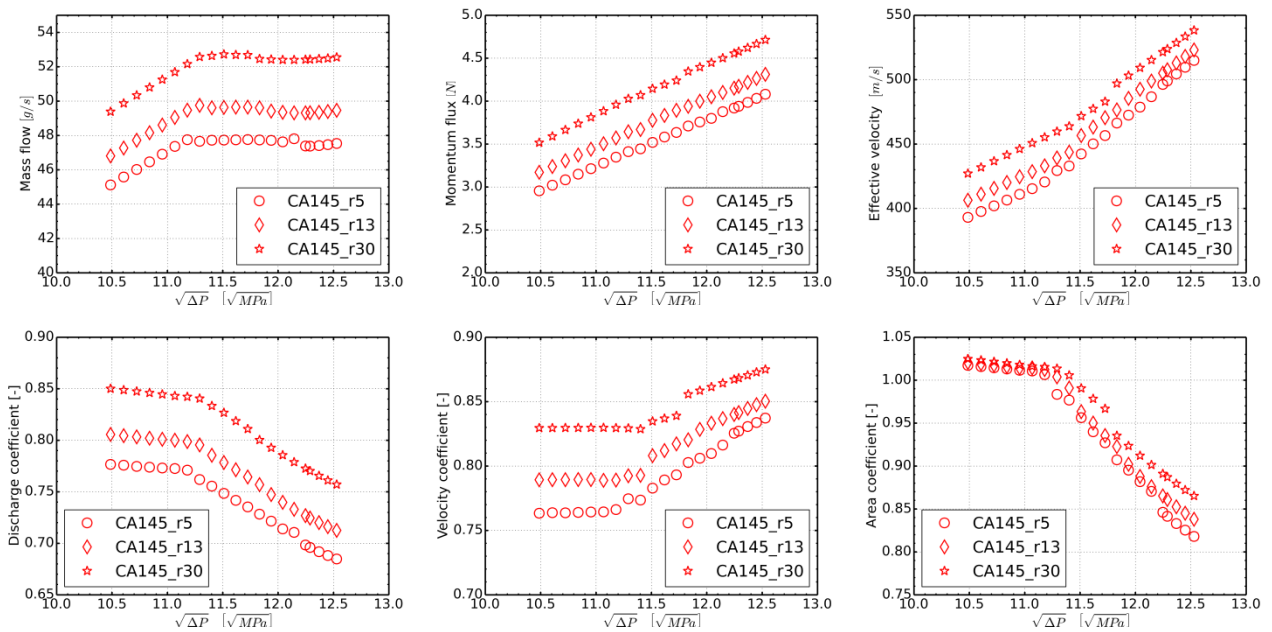 54
52
50
48
46
44
42
40
10.0 10.5 11.0 11.5 12.0 12.5 13.0
Mass flow [g/s]
√ΔP [√MPa]
CA145_r5
CA145_r13
CA145_r30
5.0
4.5
4.0
3.5
3.0
2.5
2.0
10.0 10.5 11.0 11.5 12.0 12.5 13.0
Momentum flux [N]
√ΔP [√MPa]
CA145_r5
CA145_r13
CA145_r30
550
500
450
400
350
10.0 10.5 11.0 11.5 12.0 12.5 13.0
Effective velocity [m/s]
√ΔP [√MPa]
CA145_r5
CA145_r13
CA145_r30
0.90
0.85
0.80
0.75
0.70
0.65
10.0 10.5 11.0 11.5 12.0 12.5 13.0
Discharge coefficient [-]
√ΔP [√MPa]
CA145_r5
CA145_r13
CA145_r30
0.90
0.85
0.80
0.75
0.70
10.0 10.5 11.0 11.5 12.0 12.5 13.0
Velocity coefficient [-]
√ΔP [√MPa]
CA145_r5
CA145_r13
CA145_r30
1.05
1.00
0.95
0.90
0.85
0.80
0.75
10.0 10.5 11.0 11.5 12.0 12.5 13.0
Area coefficient [-]
√ΔP [√MPa]
CA145_r5
CA145_r13
CA145_r30